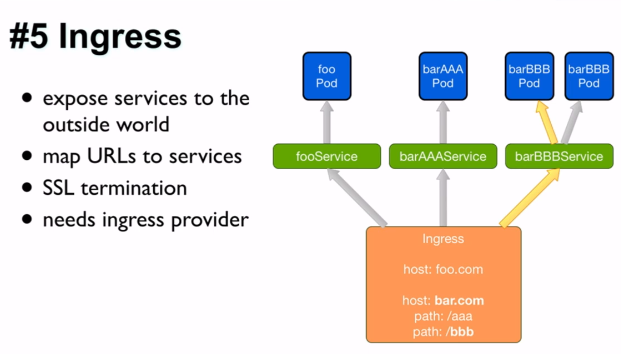 #5 Ingress
• expose services to the
outside world
• map URLs to services
• SSL termination
• needs ingress provider
foo
Pod
barAAA
Pod
barBBB
Pod
barBBB
Pod
fooService
barAAAService
barBBBService
Ingress
host: foo.com
host: bar.com
path: /aaa
path: /bbb